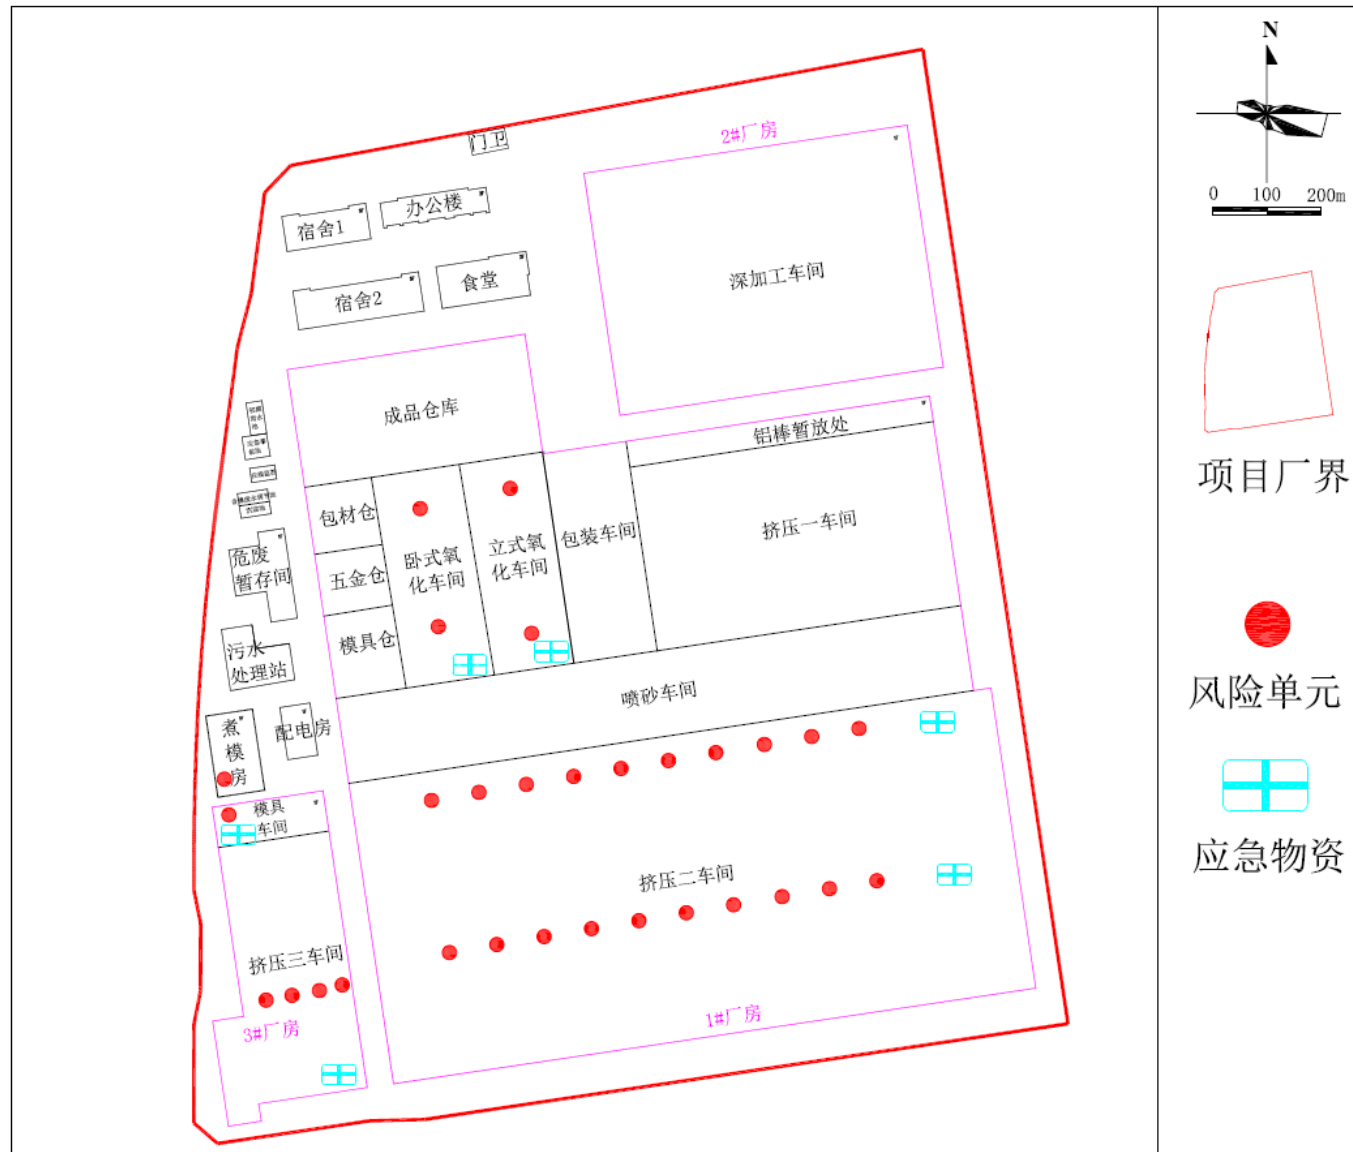 N
0 100 200m
项目厂界
风险单元
应急物资
门卫
2#厂房
宿舍1
办公楼
宿舍2
食堂
深加工车间
成品仓库
铝棒暂放处
包材仓
卧式氧
化车间
立式氧
化车间
包装车间
挤压一车间
五金仓
模具仓
危废
暂存间
污水
处理站
喷砂车间
煮
模
房
配电房
模具
车间
挤压二车间
挤压三车间
3#厂房
1#厂房